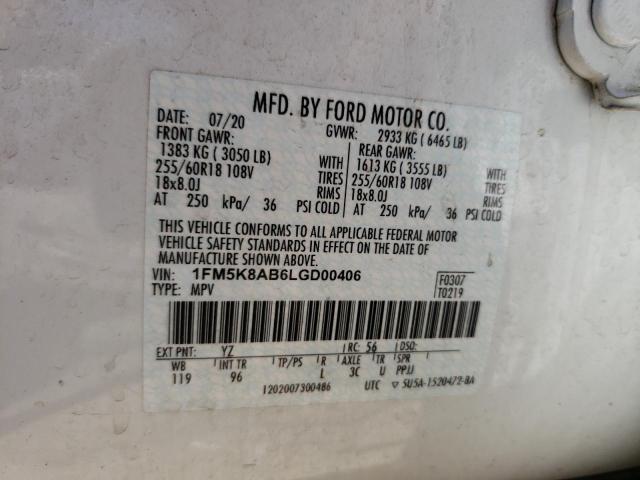 MFD. BY FORD MOTOR CO.
DATE: 07/20 GVWR: 2933 KG ( 6465 LB)
FRONT GAWR: REAR GAWR:
1383 KG ( 3050 LB) WITH 1613 KG ( 3555 LB) WITH
255/60R18 108V TIRES 255/60R18 108V TIRES
18x8.0J RIMS 18x8.0J RIMS
AT 250 kPa/ 36 PSI COLD AT 250 kPa/ 36 PSI COLD
THIS VEHICLE CONFORMS TO ALL APPLICABLE FEDERAL MOTOR
VEHICLE SAFETY STANDARDS IN EFFECT ON THE DATE OF
MANUFACTURE SHOWN ABOVE.
VIN: 1FM5K8AB6LGD00406 F0307
TYPE: MPV T0219
EXT PNT: YZ RC: 56 DSO:
WB INT TR TP/PS R AXLE TR SPR
119 96 L 3C U PPJJ
1202007300486 UTC ▽ 5U5A-1520472-BA